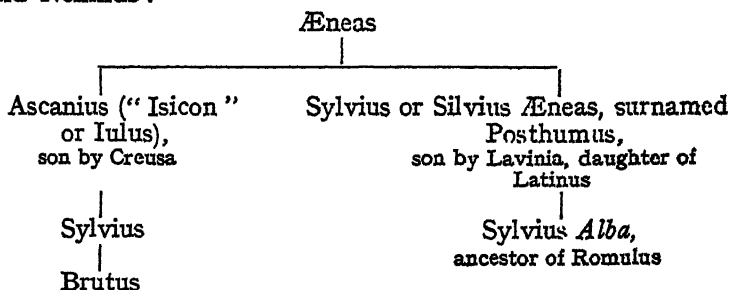 Nennius :
Æneas
Ascanius (“ Isicon ”
or Iulus),
son by Creusa
Sylvius
Brutus
Sylvius or Silvius Æneas, surnamed
Posthumus,
son by Lavinia, daughter of
Latinus
Sylvius Alba,
ancestor of Romulus